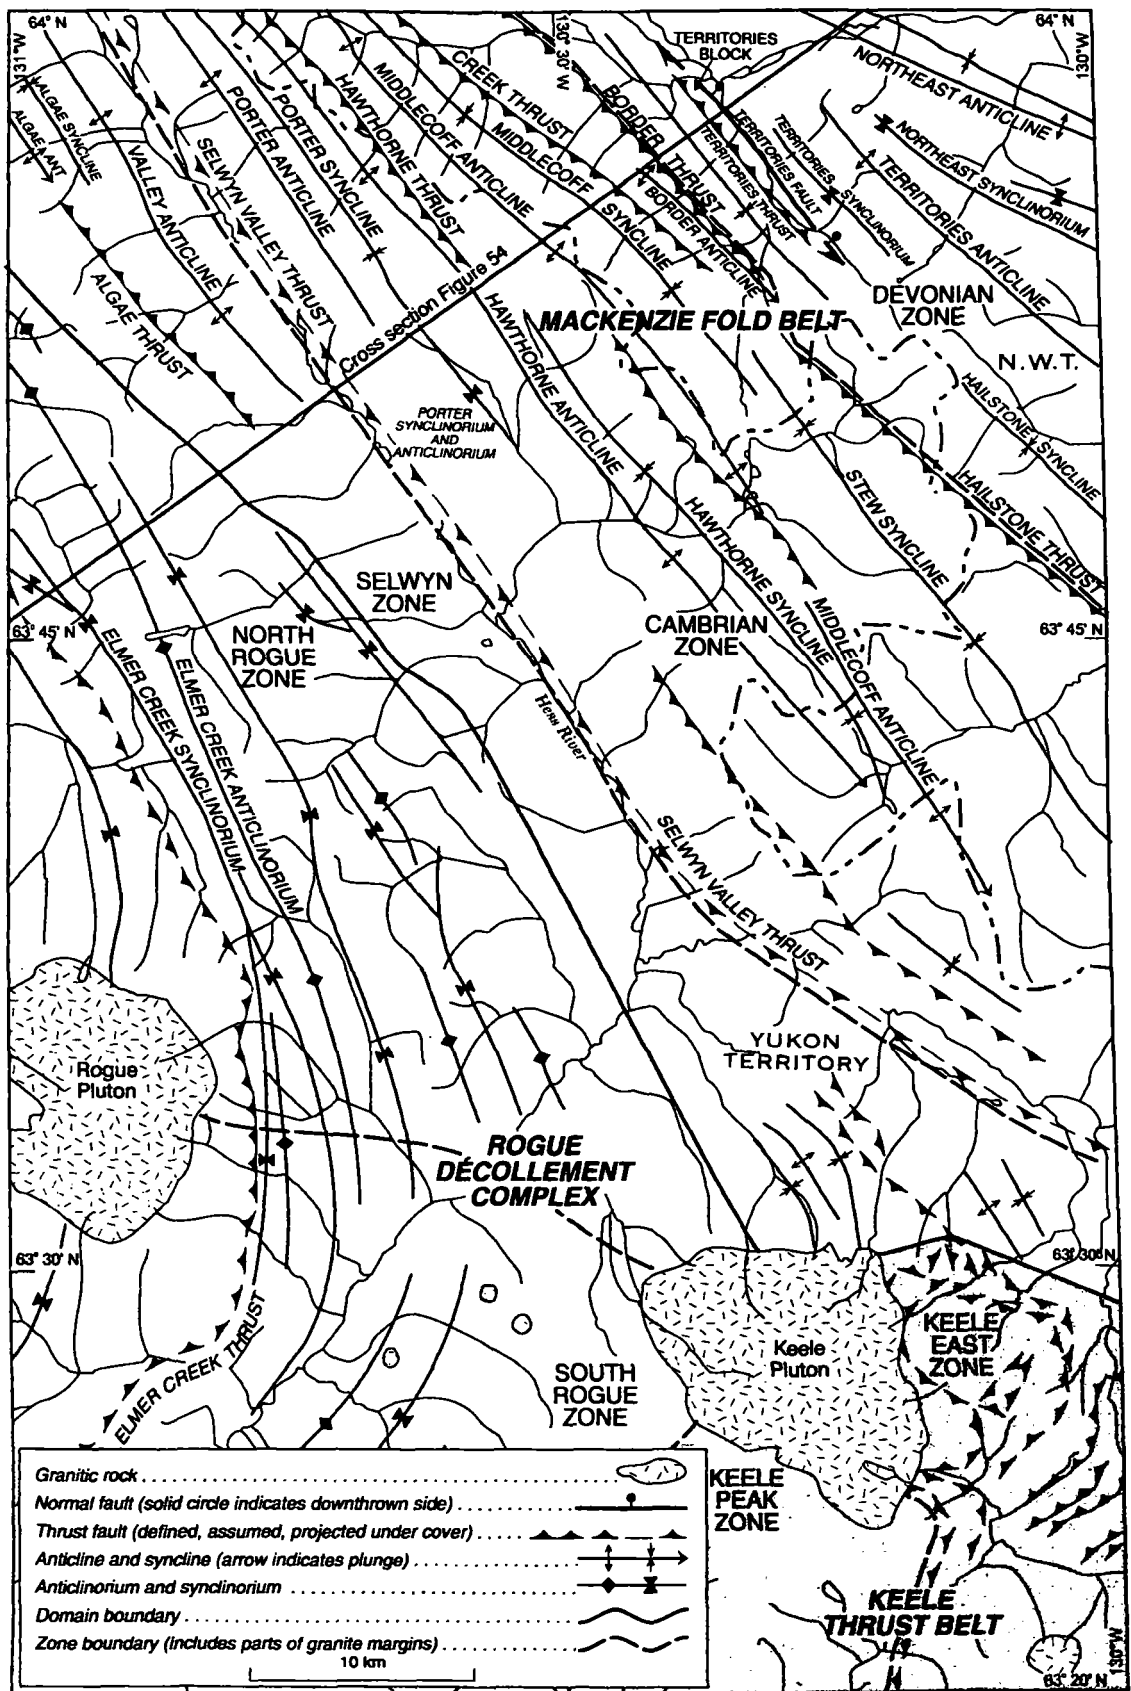 64° N
131° W
130° 30' W
64° N
130° W
TERRITORIES
BLOCK
NORTHEAST ANTICLINE
CREEK THRUST
MIDDLECOFF ANTICLINE
HAWTHORNE THRUST
PORTER SYNCLINE
PORTER ANTICLINE
SELWYN VALLEY THRUST
VALLEY ANTICLINE
ALGAE SYNCLINE
ALGAE ANT
ALGAE THRUST
MIDDLECOFF SYNCLINE
BORDER THRUST
BORDER ANTICLINE
TERRITORIES THRUST
TERRITORIES FAULT
TERRITORIES SYNCLINORIUM
NORTHEAST SYNCLINORIUM
TERRITORIES ANTICLINE
DEVONIAN
ZONE
MACKENZIE FOLD BELT
N.W.T.
Cross section Figure 54
HAWTHORNE ANTICLINE
PORTER
SYNCLINORIUM
AND
ANTICLINORIUM
HAILSTONE SYNCLINE
HAILSTONE THRUST
STEW SYNCLINE
HAWTHORNE SYNCLINE
MIDDLECOFF ANTICLINE
SELWYN
ZONE
CAMBRIAN
ZONE
63° 45' N
63° 45' N
NORTH
ROGUE
ZONE
ELMER CREEK SYNCLINORIUM
ELMER CREEK ANTICLINORIUM
Hess River
SELWYN VALLEY THRUST
YUKON
TERRITORY
Rogue
Pluton
ROGUE
DÉCOLLEMENT
COMPLEX
63° 30' N
63° 30' N
ELMER CREEK THRUST
SOUTH
ROGUE
ZONE
Keele
Pluton
KEELE
EAST
ZONE
KEELE
PEAK
ZONE
KEELE
THRUST BELT
130° W
63° 20' N
Granitic rock
Normal fault (solid circle indicates downthrown side)
Thrust fault (defined, assumed, projected under cover)
Anticline and syncline (arrow indicates plunge)
Anticlinorium and synclinorium
Domain boundary
Zone boundary (includes parts of granite margins)
10 km